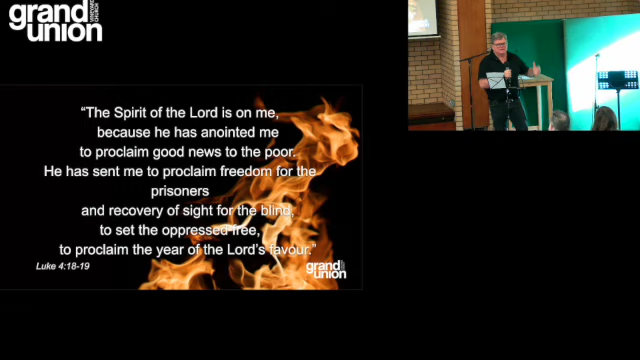 grand
union
VINEYARD
CHURCH
“The Spirit of the Lord is on me,
because he has anointed me
to proclaim good news to the poor.
He has sent me to proclaim freedom for the
prisoners
and recovery of sight for the blind,
to set the oppressed free,
to proclaim the year of the Lord’s favour.”
Luke 4:18-19
grand
union